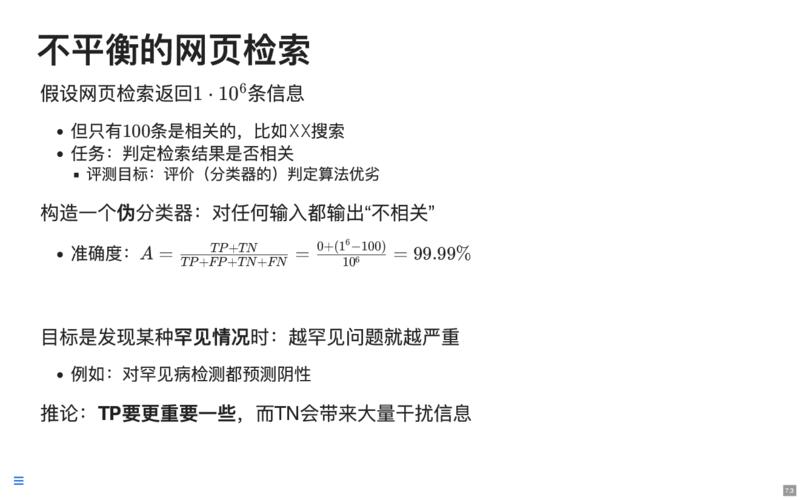 不平衡的网页检索
假设网页检索返回1 · 10⁶条信息
• 但只有100条是相关的，比如XX搜索
• 任务：判定检索结果是否相关
▪ 评测目标：评价（分类器的）判定算法优劣
构造一个伪分类器：对任何输入都输出“不相关”
• 准确度：A = \frac{TP+TN}{TP+FP+TN+FN} = \frac{0+(1^6-100)}{10^6} = 99.99%
目标是发现某种罕见情况时：越罕见问题就越严重
• 例如：对罕见病检测都预测阴性
推论：TP要更重要一些，而TN会带来大量干扰信息
7.3